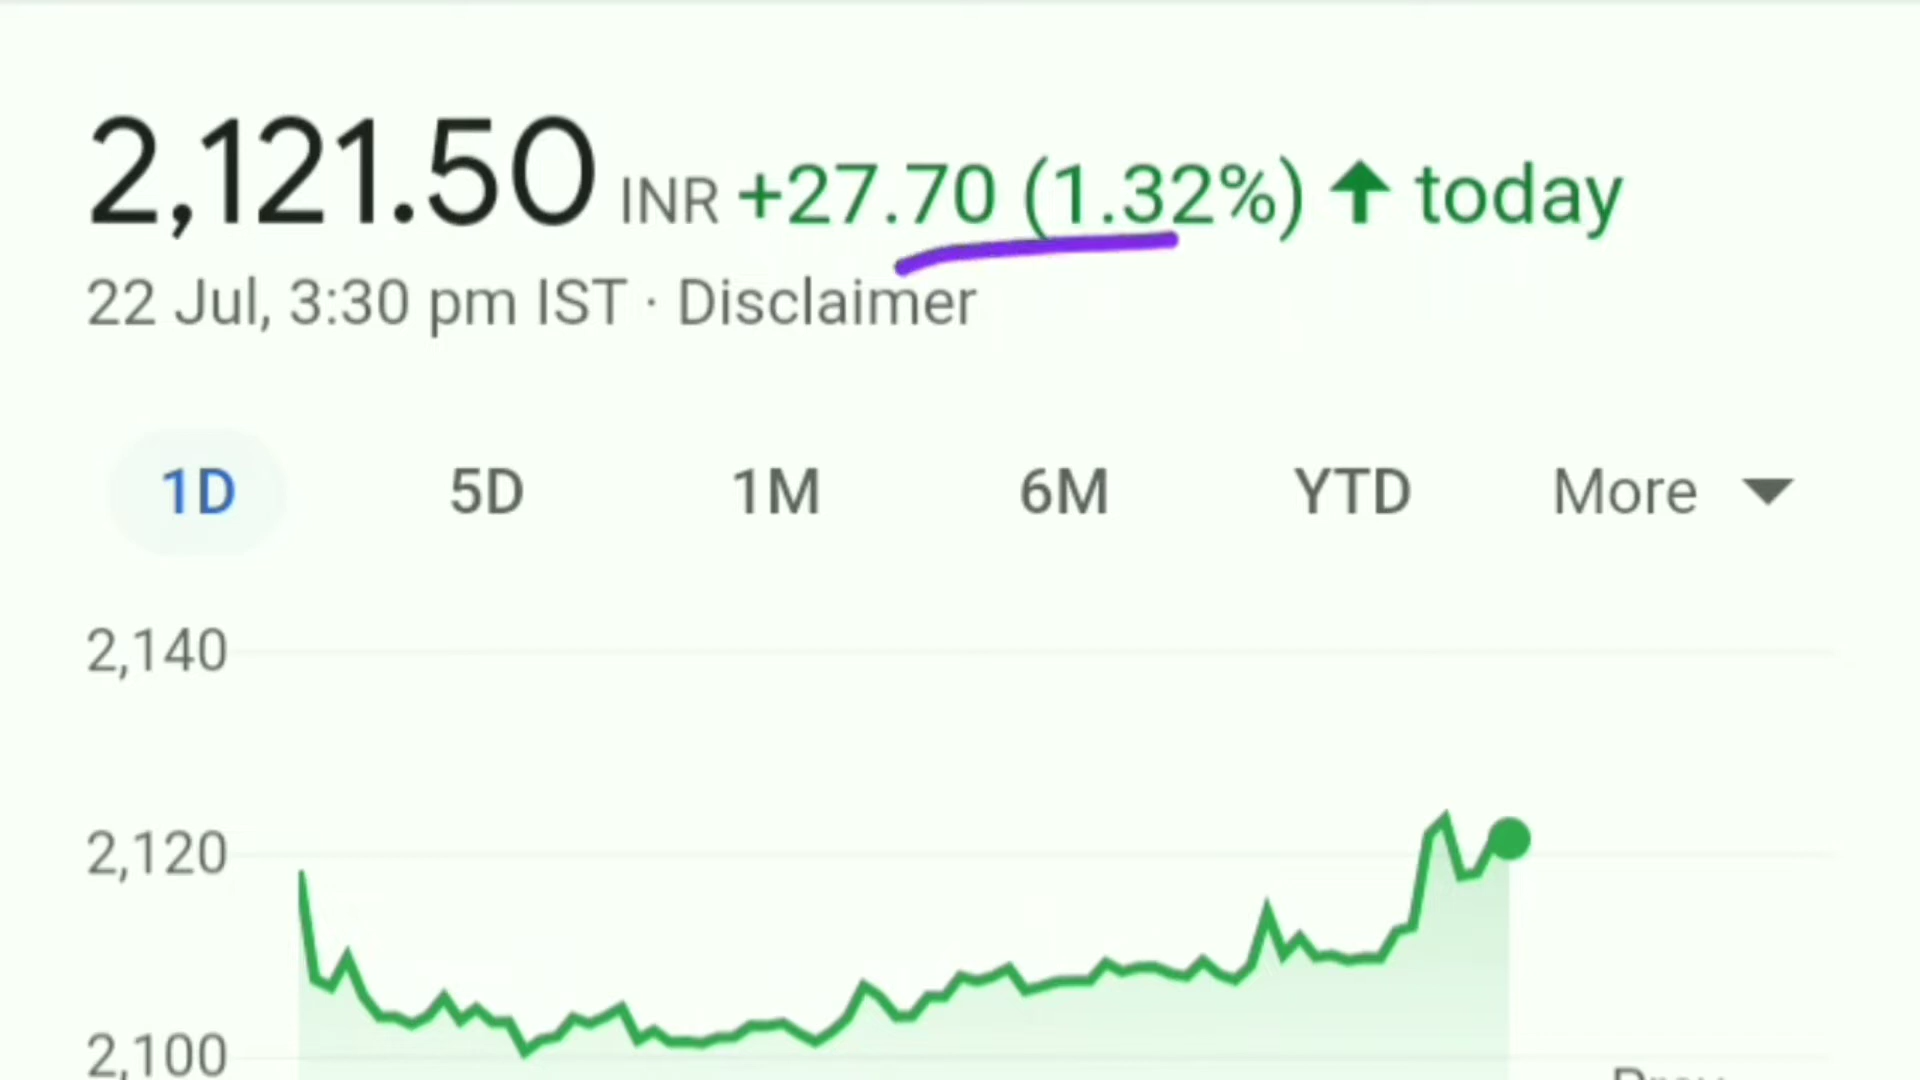 2,121.50 INR +27.70 (1.32%) ↑ today
22 Jul, 3:30 pm IST · Disclaimer
1D 5D 1M 6M YTD More
2,140
2,120
2,100